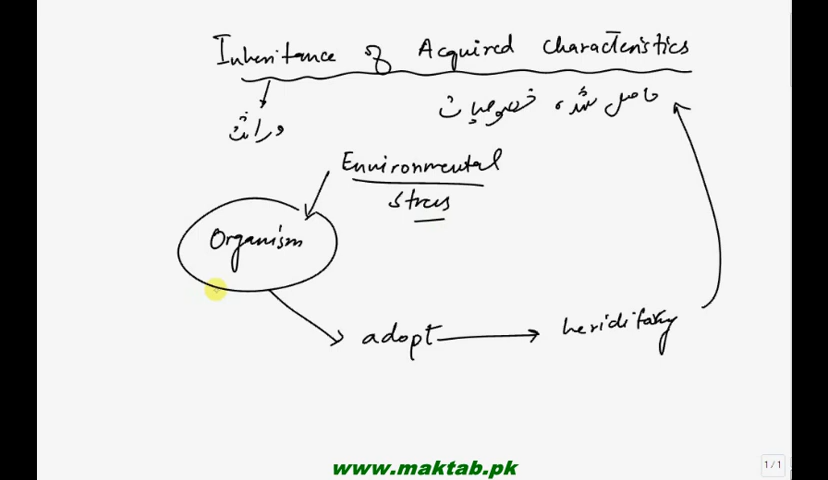 Inheritance of Acquired characteristics
وراثت
حاصل شدہ خصوصیات
Environmental
stress
Organism
adopt
heriditary
www.maktab.pk
1/1